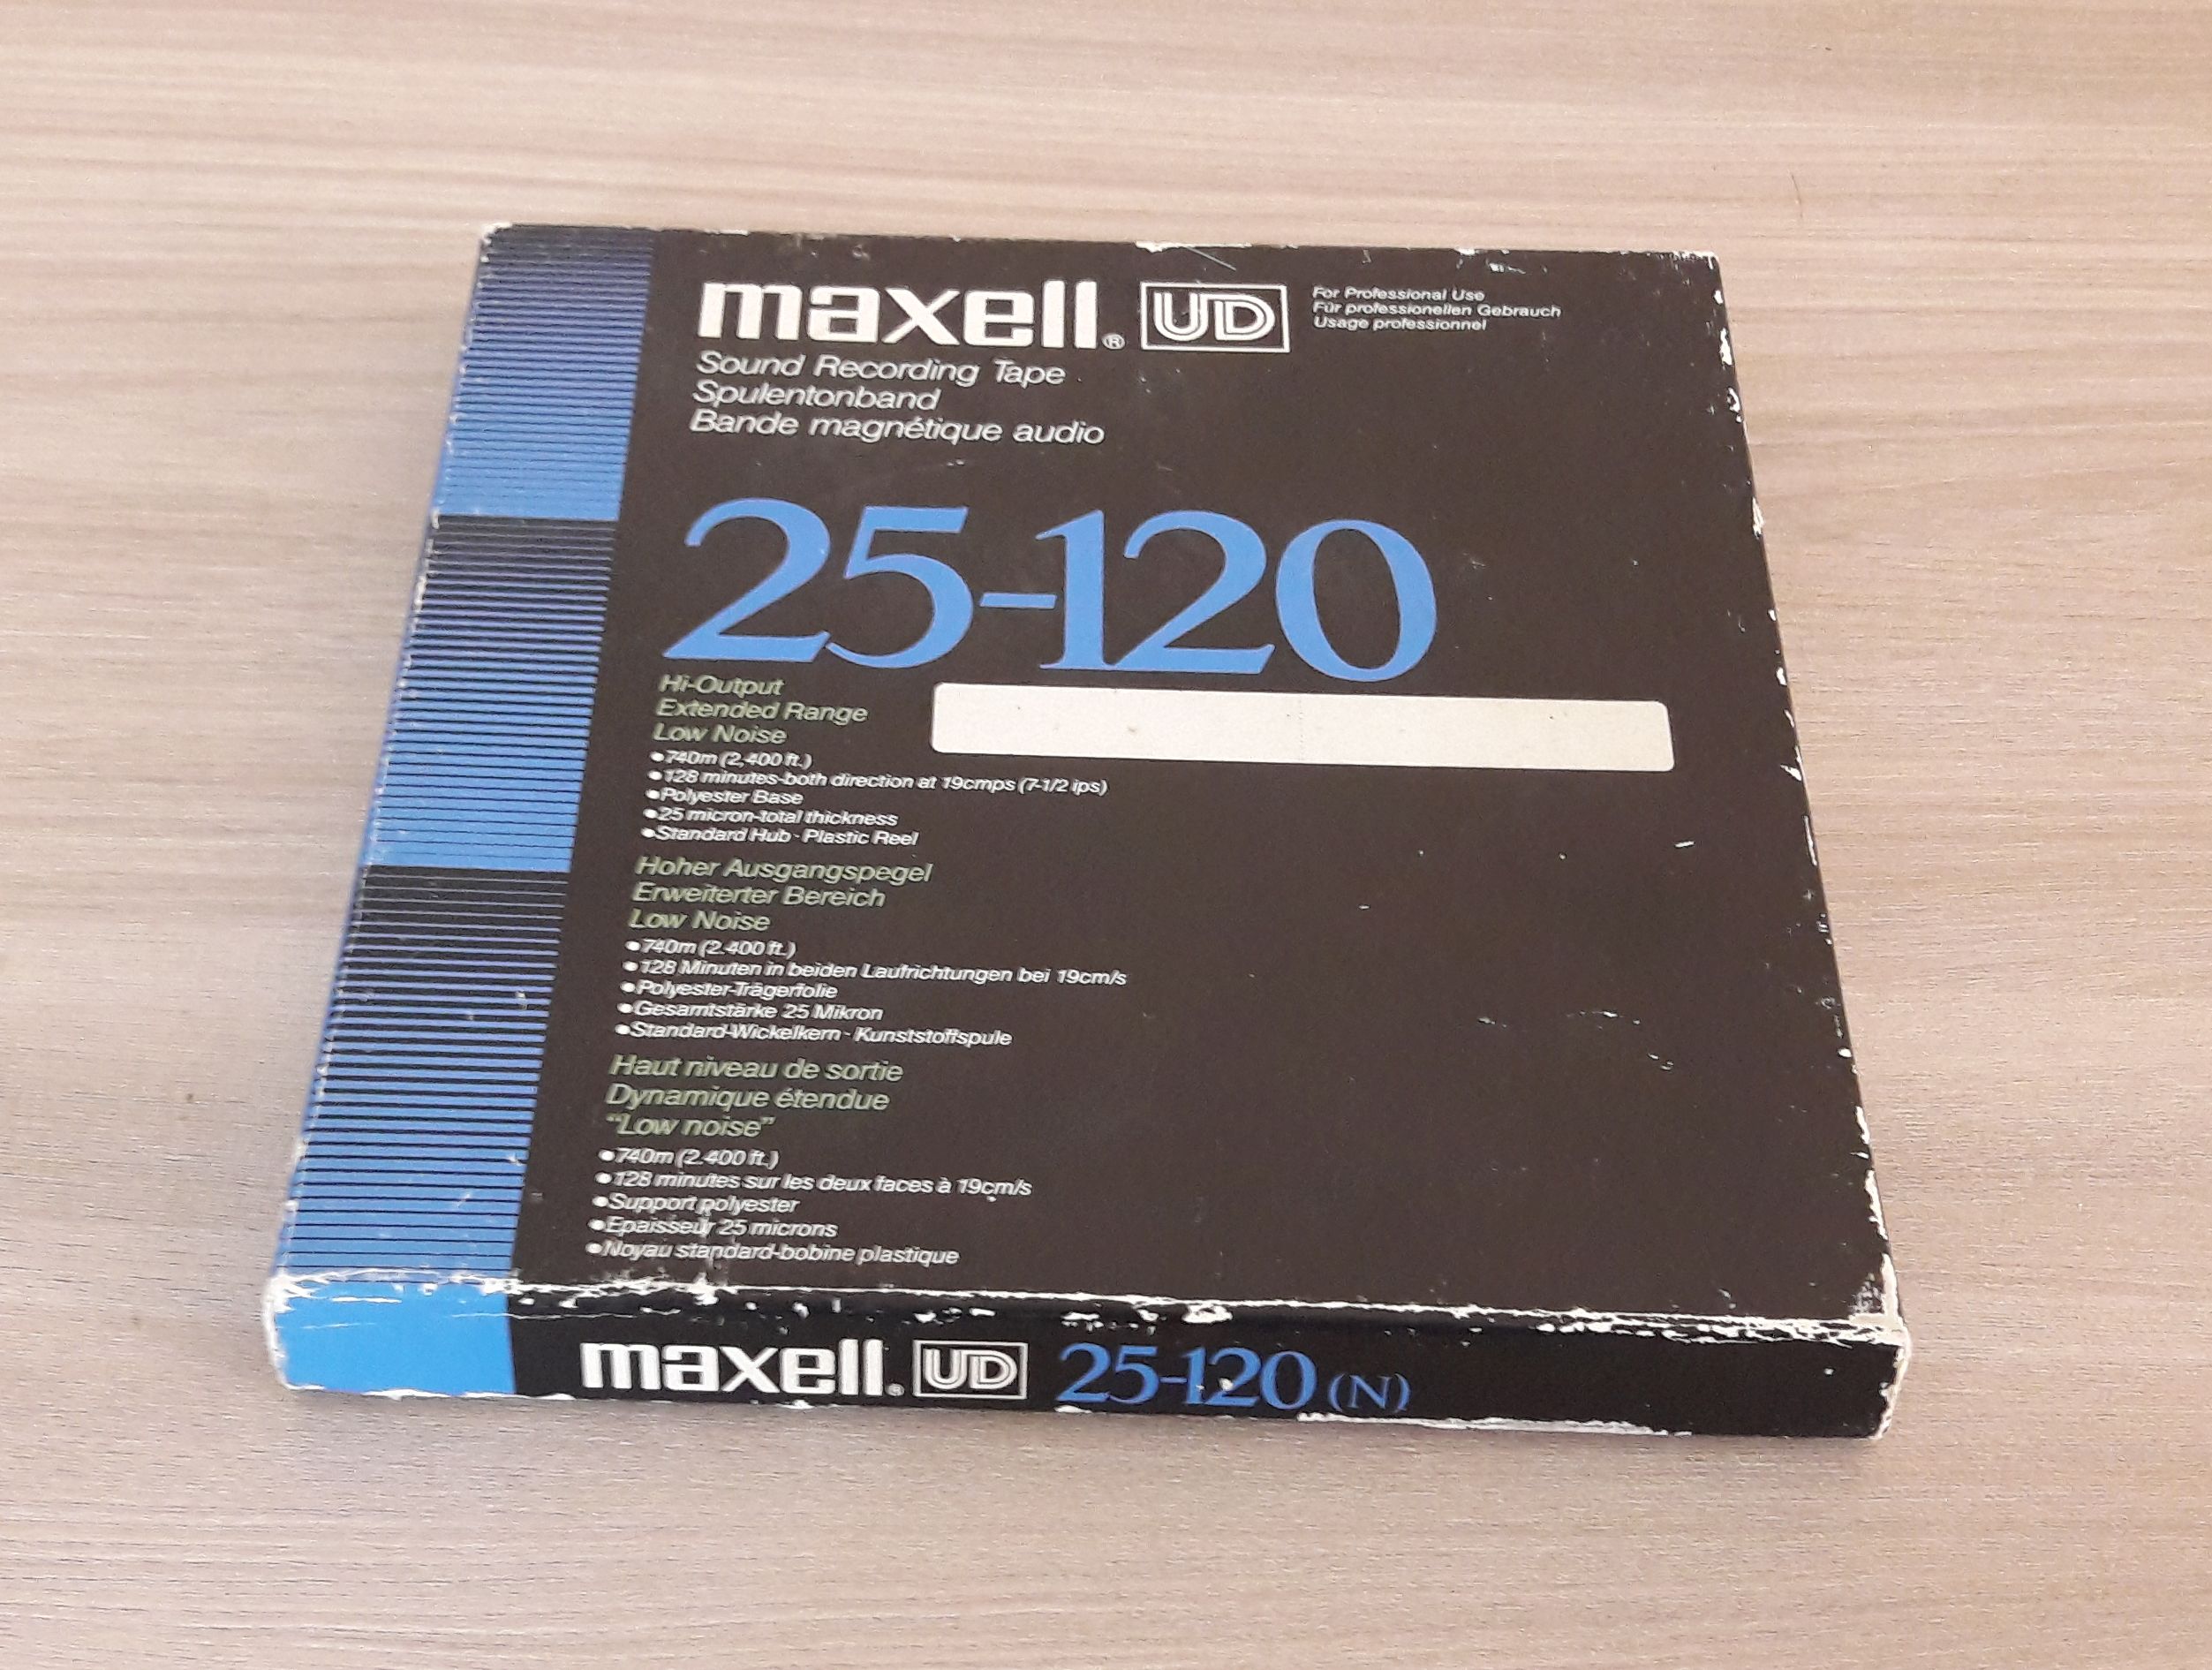 maxell® UD
For Professional Use
Für professionellen Gebrauch
Usage professionnel
Sound Recording Tape
Spulentonband
Bande magnétique audio
25-120
Hi-Output
Extended Range
Low Noise
•740m (2,400 ft.)
•128 minutes-both direction at 19cmps (7-1/2 ips)
•Polyester Base
•25 micron-total thickness
•Standard Hub · Plastic Reel
Hoher Ausgangspegel
Erweiterter Bereich
Low Noise
•740m (2.400 ft.)
•128 Minuten in beiden Laufrichtungen bei 19cm/s
•Polyester-Trägerfolie
•Gesamtstärke 25 Mikron
•Standard-Wickelkern · Kunststoffspule
Haut niveau de sortie
Dynamique étendue
“Low noise”
•740m (2.400 ft.)
•128 minutes sur les deux faces à 19cm/s
•Support polyester
•Epaisseur 25 microns
•Noyau standard-bobine plastique
maxell® UD 25-120 (N)